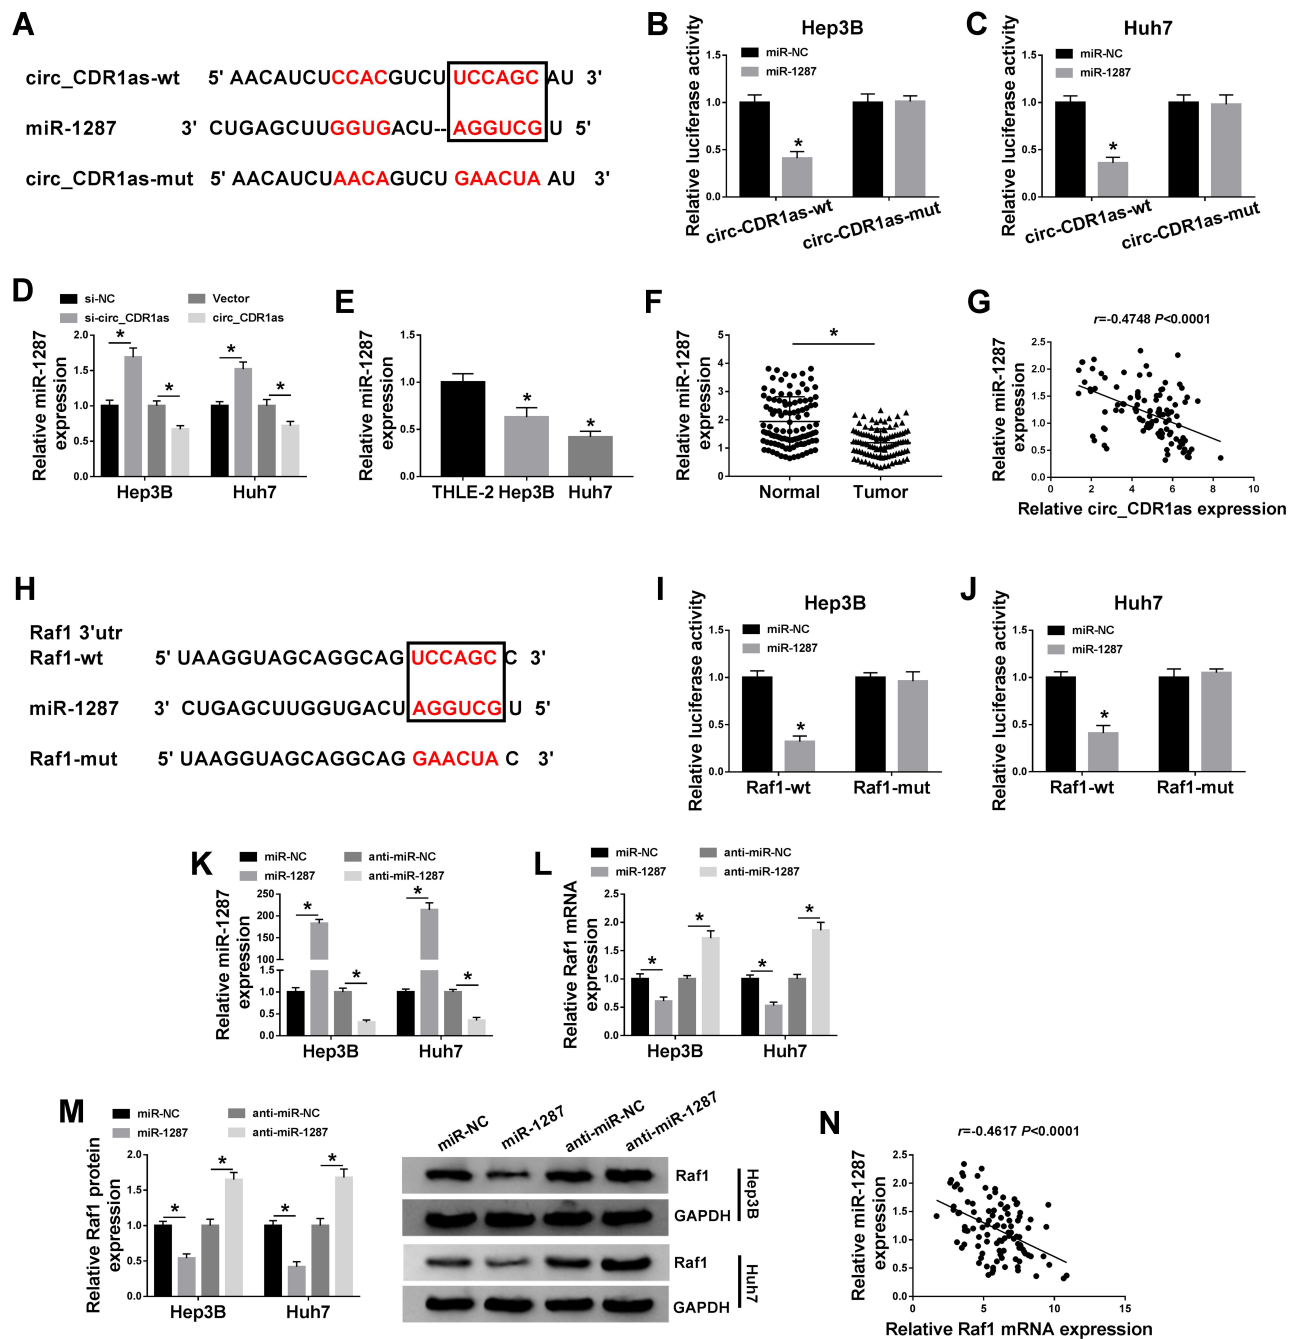 A
circ_CDR1as-wt 5' AACAUCUCCACGUCU UCCAGC AU 3'
miR-1287 3' CUGAGCUUGGUGACU-- AGGUCG U 5'
circ_CDR1as-mut 5' AACAUCUAACAGUCU GAACUA AU 3'
B
Hep3B
miR-NC
miR-1287
Relative luciferase activity
1.5
1.0
0.5
0.0
*
circ-CDR1as-wt
circ-CDR1as-mut
C
Huh7
miR-NC
miR-1287
Relative luciferase activity
1.5
1.0
0.5
0.0
*
circ-CDR1as-wt
circ-CDR1as-mut
D
si-NC
si-circ_CDR1as
Vector
circ_CDR1as
Relative miR-1287
expression
2.0
1.5
1.0
0.5
0.0
* * * *
Hep3B Huh7
E
Relative miR-1287
expression
1.5
1.0
0.5
0.0
* *
THLE-2 Hep3B Huh7
F
Relative miR-1287
expression
5
4
3
2
1
0
*
Normal Tumor
G
r=-0.4748 P<0.0001
Relative miR-1287
expression
2.5
2.0
1.5
1.0
0.5
0.0
0 2 4 6 8 10
Relative circ_CDR1as expression
H
Raf1 3'utr
Raf1-wt 5' UAAGGUAGCAGGCAG UCCAGC C 3'
miR-1287 3' CUGAGCUUGGUGACU AGGUCG U 5'
Raf1-mut 5' UAAGGUAGCAGGCAG GAACUA C 3'
I
Hep3B
miR-NC
miR-1287
Relative luciferase activity
1.5
1.0
0.5
0.0
*
Raf1-wt Raf1-mut
J
Huh7
miR-NC
miR-1287
Relative luciferase activity
1.5
1.0
0.5
0.0
*
Raf1-wt Raf1-mut
K
miR-NC
miR-1287
anti-miR-NC
anti-miR-1287
Relative miR-1287
expression
250
200
150
100
1.5
1.0
0.5
0.0
* * * *
Hep3B Huh7
L
miR-NC
miR-1287
anti-miR-NC
anti-miR-1287
Relative Raf1 mRNA
expression
2.5
2.0
1.5
1.0
0.5
0.0
* * * *
Hep3B Huh7
M
miR-NC
miR-1287
anti-miR-NC
anti-miR-1287
Relative Raf1 protein
expression
2.0
1.5
1.0
0.5
0.0
* * * *
Hep3B Huh7
miR-NC miR-1287 anti-miR-NC anti-miR-1287
Raf1
GAPDH
Hep3B
Raf1
GAPDH
Huh7
N
r=-0.4617 P<0.0001
Relative miR-1287
expression
2.5
2.0
1.5
1.0
0.5
0.0
0 5 10 15
Relative Raf1 mRNA expression